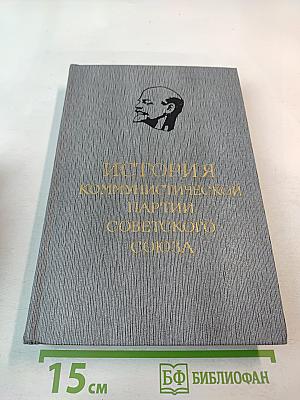 ИСТОРИЯ
КОММУНИСТИЧЕСКОЙ
ПАРТИИ
СОВЕТСКОГО
СОЮЗА
15 см
БФ БИБЛИОФАН